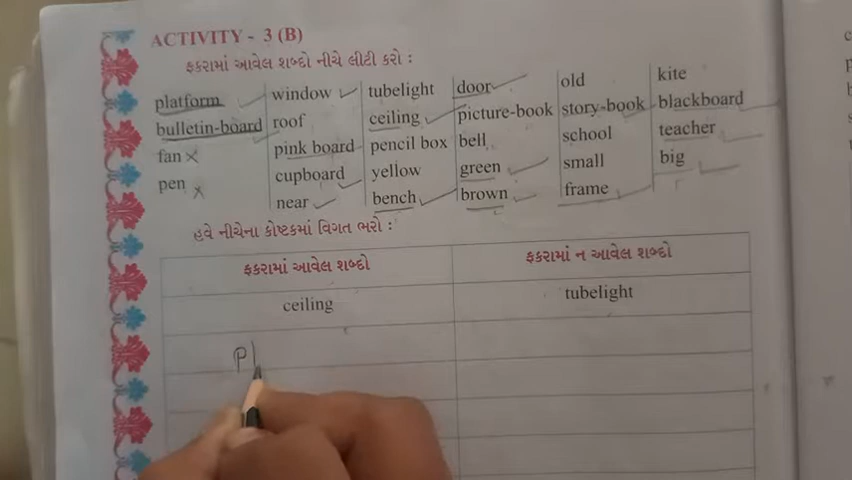 ACTIVITY - 3 (B)
ફકરામાં આવેલ શબ્દો નીચે લીટી કરો :
platform window tubelight door old kite
bulletin-board roof ceiling picture-book story-book blackboard
fan pink board pencil box bell school teacher
pen cupboard yellow green small big
near bench brown frame
હવે નીચેના કોષ્ટકમાં વિગત ભરો :
ફકરામાં આવેલ શબ્દો ફકરામાં ન આવેલ શબ્દો
ceiling tubelight
pl